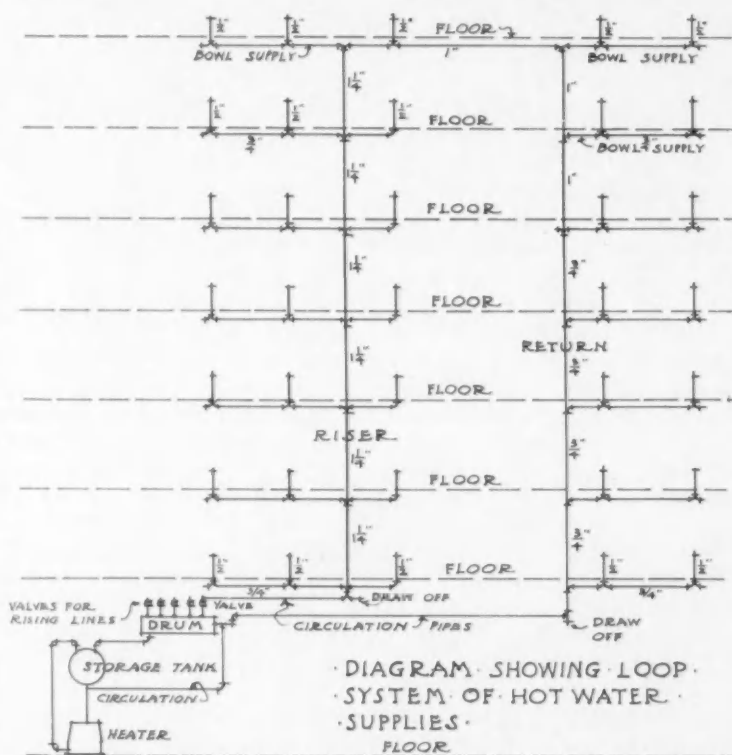 ½" ½" ½" FLOOR ½" ½"
BOWL SUPPLY 1" BOWL SUPPLY
1¼" 1"
½" ½" ½" FLOOR
¾" BOWL SUPPLY ¾"
1¼" 1"
FLOOR
1¼" ¾"
FLOOR
RETURN
1¼" ¾"
FLOOR
RISER
1¼" ¾"
FLOOR
1¼" ¾"
½" ½" ½" FLOOR ½" ½"
3/4" ¾"
VALVES FOR
RISING LINES
VALVE
DRAW OFF
DRUM
CIRCULATION PIPES
DRAW
OFF
STORAGE TANK
CIRCULATION
HEATER
· DIAGRAM · SHOWING · LOOP ·
· SYSTEM · OF · HOT WATER ·
· SUPPLIES ·
FLOOR